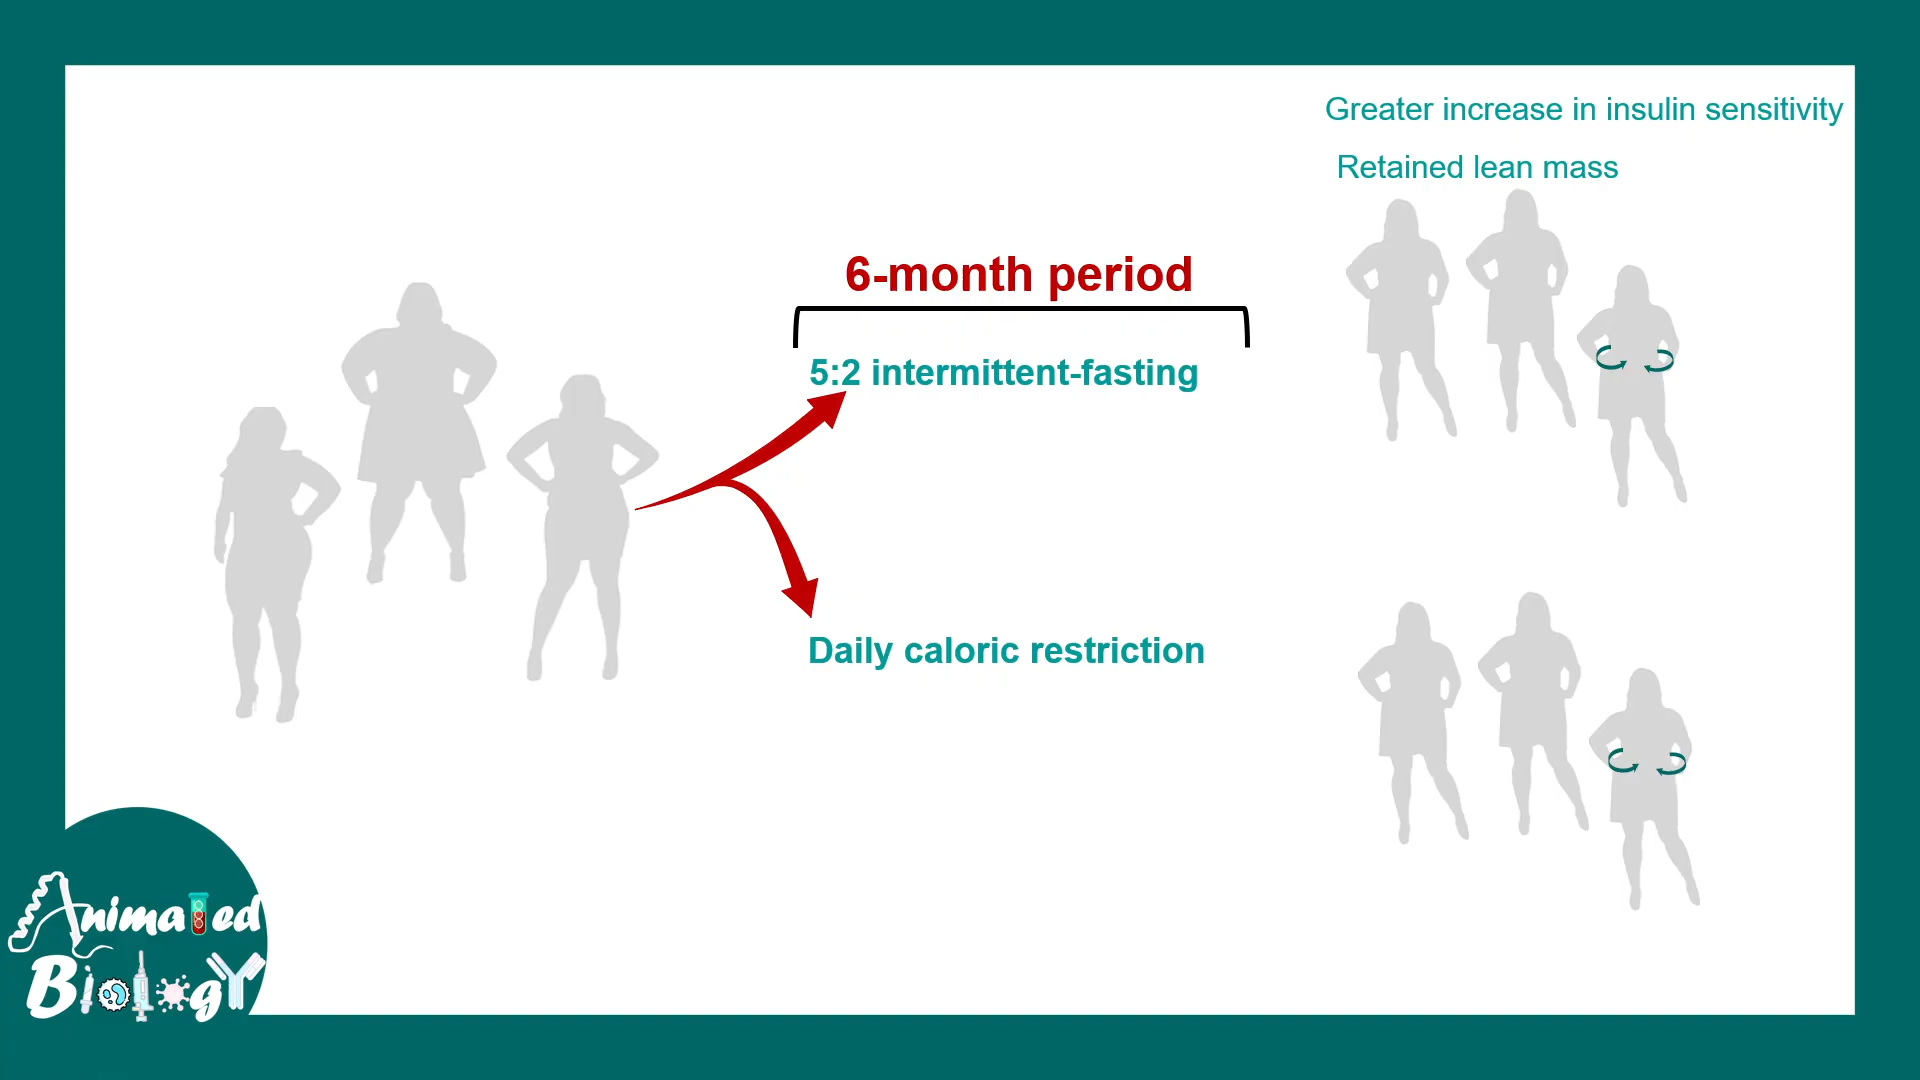 Greater increase in insulin sensitivity
Retained lean mass
6-month period
5:2 intermittent-fasting
Daily caloric restriction
Animated
Biology